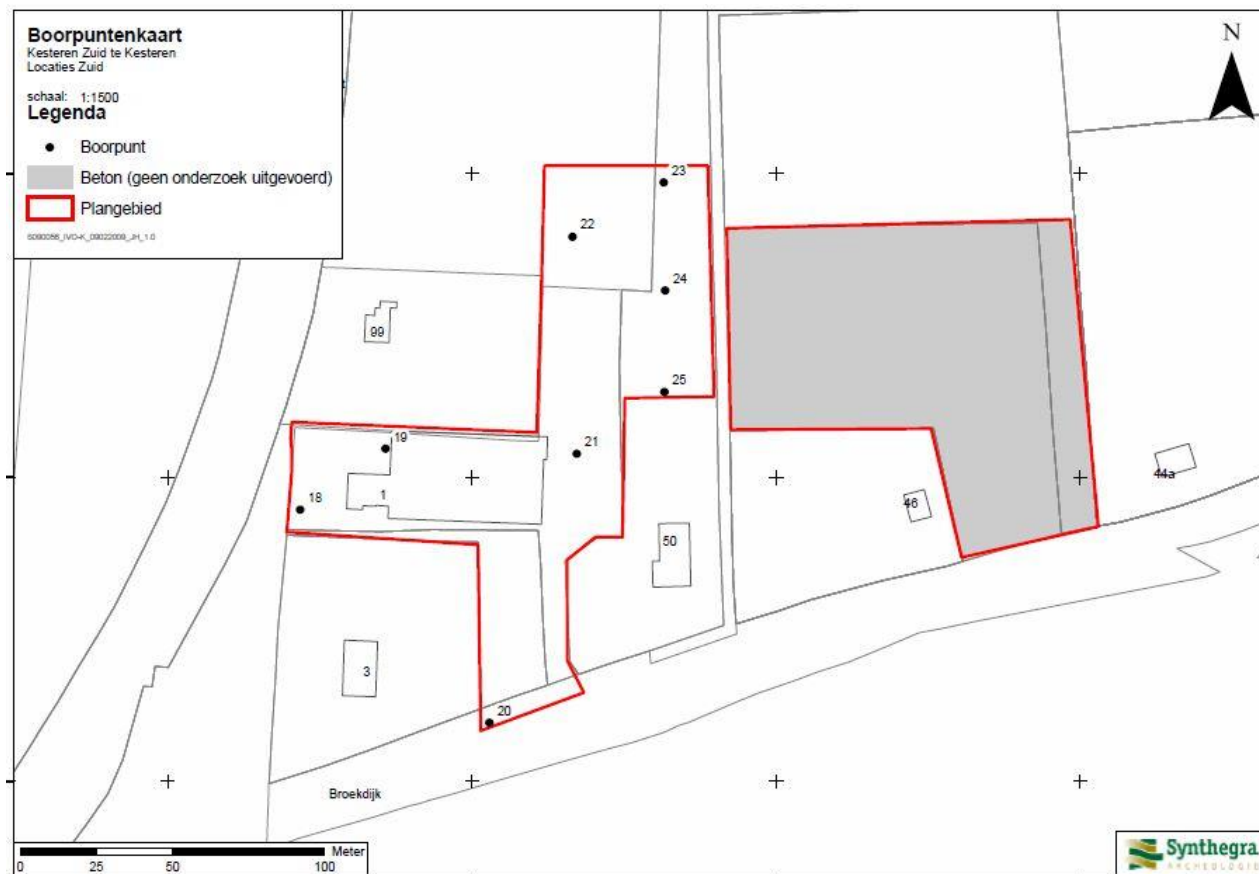 Boorpuntenkaart
Kesteren Zuid te Kesteren
Locaties Zuid
schaal: 1:1500
Legenda
Boorpunt
Beton (geen onderzoek uitgevoerd)
Plangebied
N
23
22
24
99
25
19
21
18
1
46
44a
50
3
20
Broekdijk
Meter
0 25 50 100
Synthegra
ARCHEOLOGIE